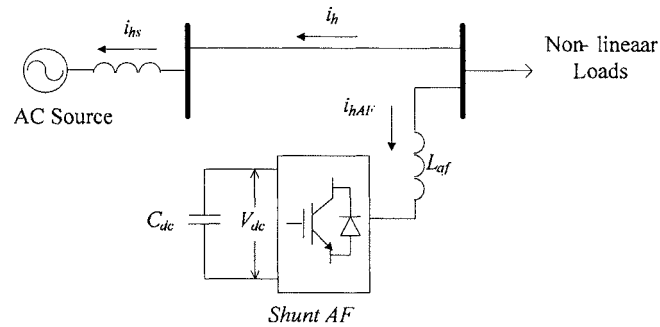 i_hs
i_h
Non- lineaar
Loads
AC Source
i_hAF
L_af
C_dc
V_dc
Shunt AF